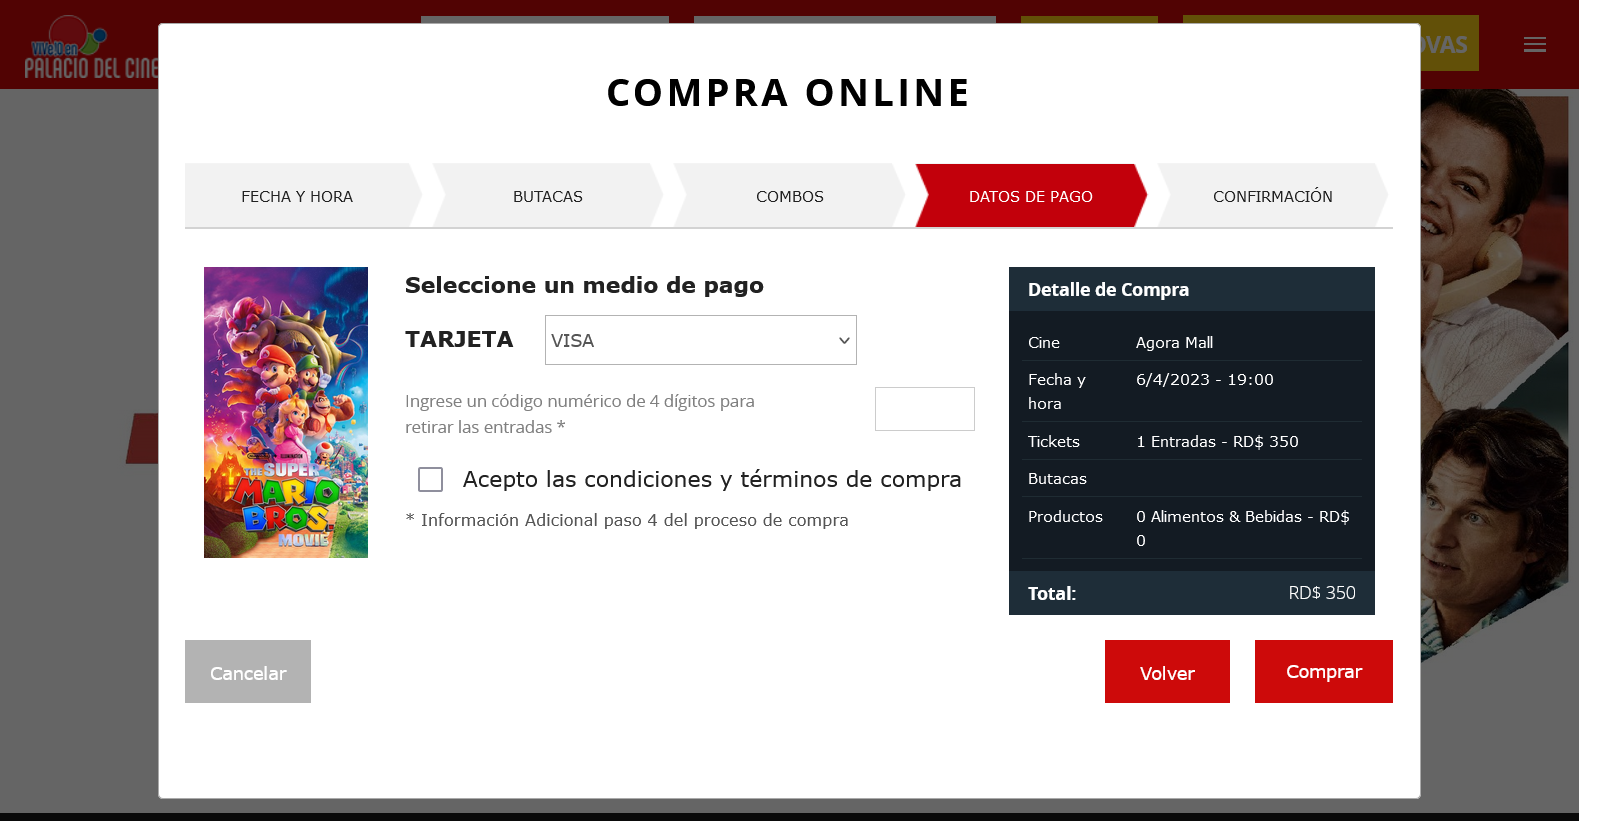 VIVElO en
PALACIO DEL CINE
OVAS
COMPRA ONLINE
FECHA Y HORA
BUTACAS
COMBOS
DATOS DE PAGO
CONFIRMACIÓN
THE SUPER
MARIO
BROS.
MOVIE
Seleccione un medio de pago
TARJETA
VISA
Ingrese un código numérico de 4 dígitos para
retirar las entradas *
Acepto las condiciones y términos de compra
* Información Adicional paso 4 del proceso de compra
Detalle de Compra
Cine Agora Mall
Fecha y 6/4/2023 - 19:00
hora
Tickets 1 Entradas - RD$ 350
Butacas
Productos 0 Alimentos & Bebidas - RD$
0
Total: RD$ 350
Cancelar
Volver
Comprar